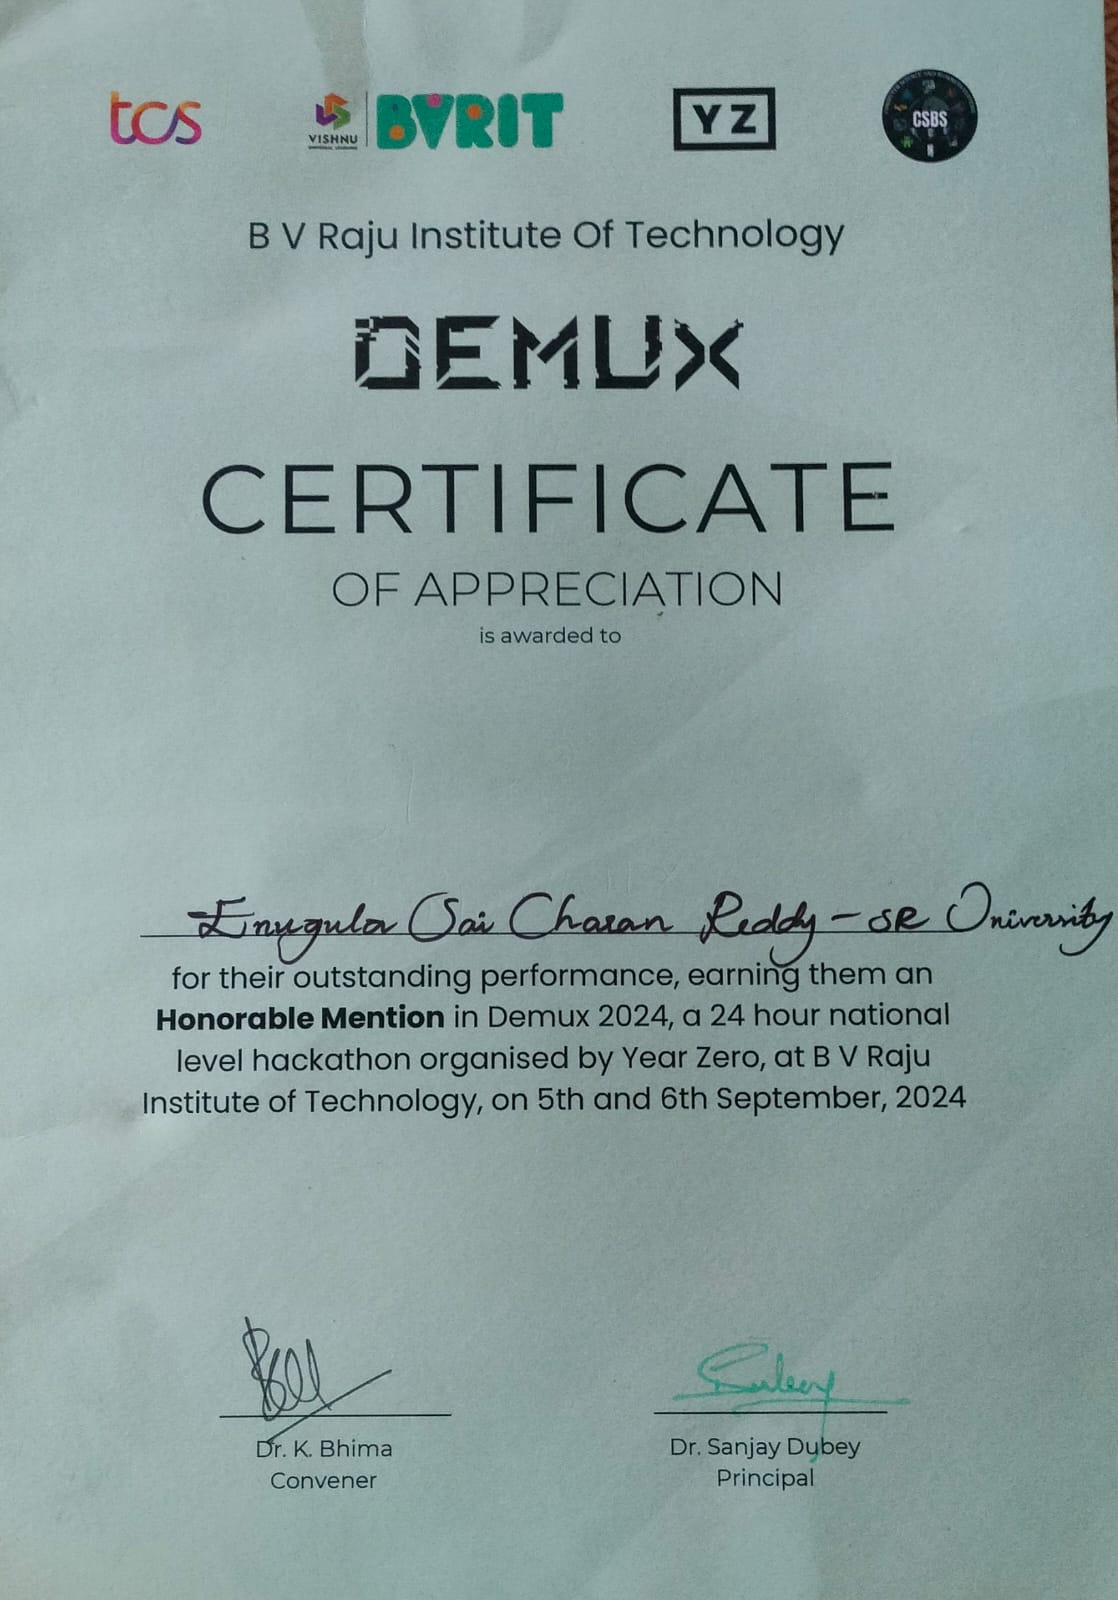 tcs
VISHNU
BVRIT
YZ
CSBS
B V Raju Institute Of Technology
DEMUX
CERTIFICATE
OF APPRECIATION
is awarded to
Enugula Sai Charan Reddy - SR University
for their outstanding performance, earning them an
Honorable Mention in Demux 2024, a 24 hour national
level hackathon organised by Year Zero, at B V Raju
Institute of Technology, on 5th and 6th September, 2024
Dr. K. Bhima
Convener
Dr. Sanjay Dubey
Principal